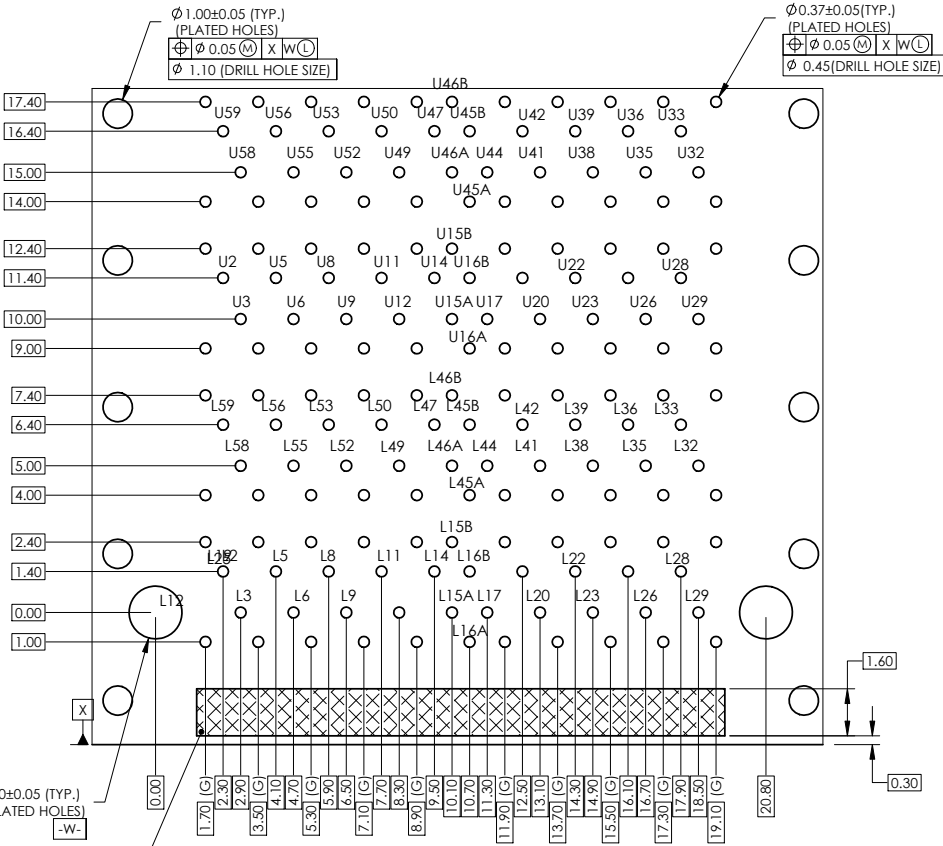 Ø 1.00±0.05 (TYP.)
(PLATED HOLES)
⌖ Ø 0.05 Ⓜ X W Ⓛ
Ø 1.10 (DRILL HOLE SIZE)
Ø 0.37±0.05(TYP.)
(PLATED HOLES)
⌖ Ø 0.05 Ⓜ X W Ⓛ
Ø 0.45(DRILL HOLE SIZE)
U46B
17.40
U59 U56 U53 U50 U47 U45B U42 U39 U36 U33
16.40
U58 U55 U52 U49 U46A U44 U41 U38 U35 U32
15.00
U45A
14.00
U15B
12.40
U2 U5 U8 U11 U14 U16B U22 U28
11.40
U3 U6 U9 U12 U15A U17 U20 U23 U26 U29
10.00
U16A
9.00
L46B
7.40
L59 L56 L53 L50 L47 L45B L42 L39 L36 L33
6.40
L58 L55 L52 L49 L46A L44 L41 L38 L35 L32
5.00
L45A
4.00
L15B
2.40
L5 L8 L11 L14 L16B L22 L28
1.40
L12 L3 L6 L9 L15A L17 L20 L23 L26 L29
0.00
L16A
1.00
1.60
X
0.30
0.00
1.70 (G)
2.30
2.90
3.50 (G)
4.10
4.70
5.30 (G)
5.90
6.50
7.10 (G)
7.70
8.30
8.90 (G)
9.50
10.10
10.70
11.30
11.90 (G)
12.50
13.10
13.70 (G)
14.30
14.90
15.50 (G)
16.10
16.70
17.30 (G)
17.90
18.50
19.10 (G)
20.80
0±0.05 (TYP.)
LATED HOLES)
-W-